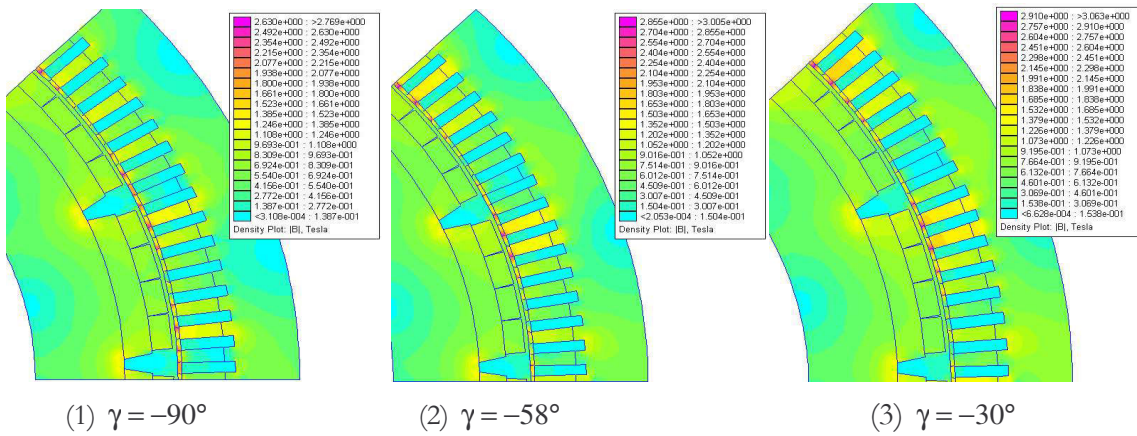 2.630e+000 : >2.769e+000
2.492e+000 : 2.630e+000
2.354e+000 : 2.492e+000
2.215e+000 : 2.354e+000
2.077e+000 : 2.215e+000
1.938e+000 : 2.077e+000
1.800e+000 : 1.938e+000
1.661e+000 : 1.800e+000
1.523e+000 : 1.661e+000
1.385e+000 : 1.523e+000
1.246e+000 : 1.385e+000
1.108e+000 : 1.246e+000
9.693e-001 : 1.108e+000
8.309e-001 : 9.693e-001
6.924e-001 : 8.309e-001
5.540e-001 : 6.924e-001
4.156e-001 : 5.540e-001
2.772e-001 : 4.156e-001
1.387e-001 : 2.772e-001
<3.108e-004 : 1.387e-001
Density Plot: |B|, Tesla
2.855e+000 : >3.005e+000
2.704e+000 : 2.855e+000
2.554e+000 : 2.704e+000
2.404e+000 : 2.554e+000
2.254e+000 : 2.404e+000
2.104e+000 : 2.254e+000
1.953e+000 : 2.104e+000
1.803e+000 : 1.953e+000
1.653e+000 : 1.803e+000
1.503e+000 : 1.653e+000
1.352e+000 : 1.503e+000
1.202e+000 : 1.352e+000
1.052e+000 : 1.202e+000
9.016e-001 : 1.052e+000
7.514e-001 : 9.016e-001
6.012e-001 : 7.514e-001
4.509e-001 : 6.012e-001
3.007e-001 : 4.509e-001
1.504e-001 : 3.007e-001
<2.053e-004 : 1.504e-001
Density Plot: |B|, Tesla
2.910e+000 : >3.063e+000
2.757e+000 : 2.910e+000
2.604e+000 : 2.757e+000
2.451e+000 : 2.604e+000
2.298e+000 : 2.451e+000
2.145e+000 : 2.298e+000
1.991e+000 : 2.145e+000
1.838e+000 : 1.991e+000
1.685e+000 : 1.838e+000
1.532e+000 : 1.685e+000
1.379e+000 : 1.532e+000
1.226e+000 : 1.379e+000
1.073e+000 : 1.226e+000
9.195e-001 : 1.073e+000
7.664e-001 : 9.195e-001
6.132e-001 : 7.664e-001
4.601e-001 : 6.132e-001
3.069e-001 : 4.601e-001
1.538e-001 : 3.069e-001
<6.628e-004 : 1.538e-001
Density Plot: |B|, Tesla
(1) γ = −90°
(2) γ = −58°
(3) γ = −30°